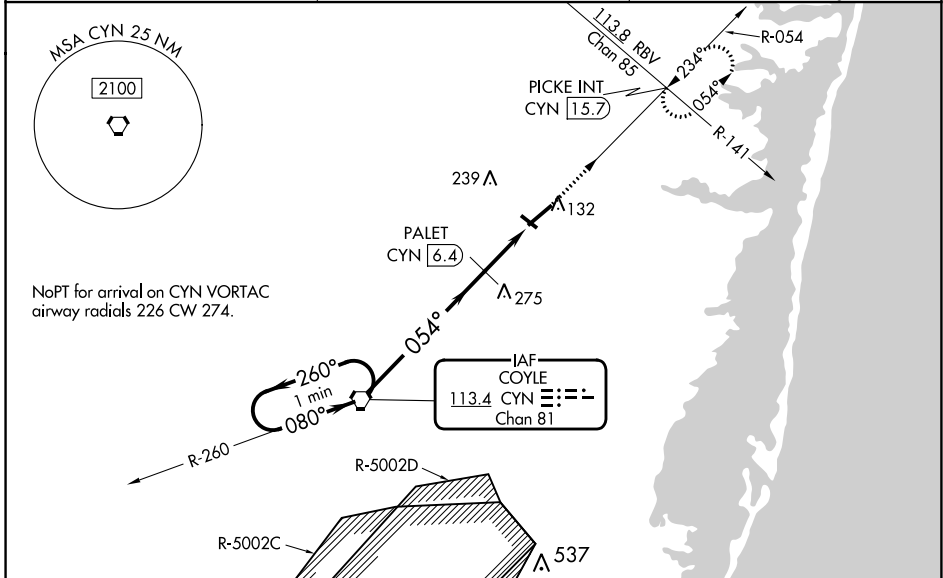 MSA CYN 25 NM
2100
113.8 RBV
Chan 85
R-054
234°
054°
PICKE INT
CYN 15.7
R-141
239
132
PALET
CYN 6.4
275
NoPT for arrival on CYN VORTAC
airway radials 226 CW 274.
054°
260°
1 min
080°
IAF
COYLE
113.4 CYN
Chan 81
R-260
R-5002D
R-5002C
537